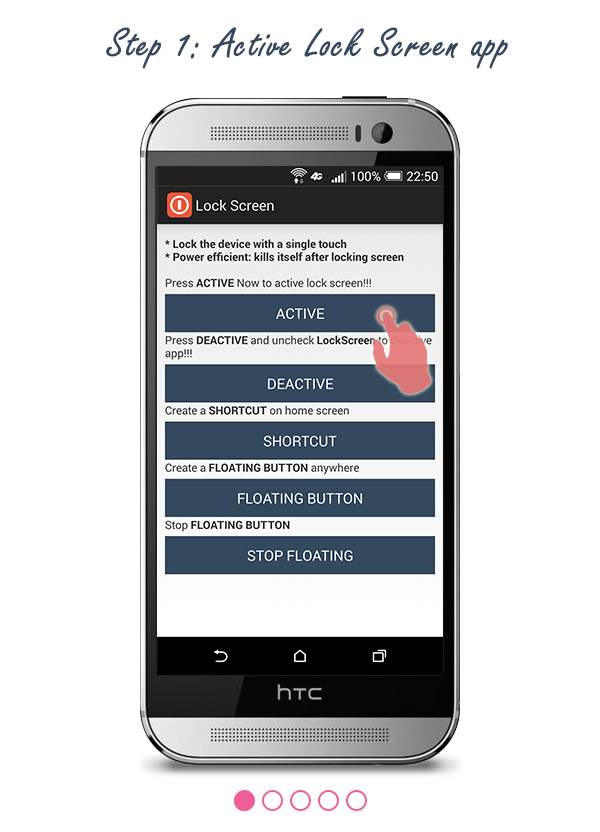 Step 1: Active Lock Screen app
4G 100% 22:50
Lock Screen
* Lock the device with a single touch
* Power efficient: kills itself after locking screen
Press ACTIVE Now to active lock screen!!!
ACTIVE
Press DEACTIVE and uncheck LockScreen to deactive
app!!!
DEACTIVE
Create a SHORTCUT on home screen
SHORTCUT
Create a FLOATING BUTTON anywhere
FLOATING BUTTON
Stop FLOATING BUTTON
STOP FLOATING
hTC